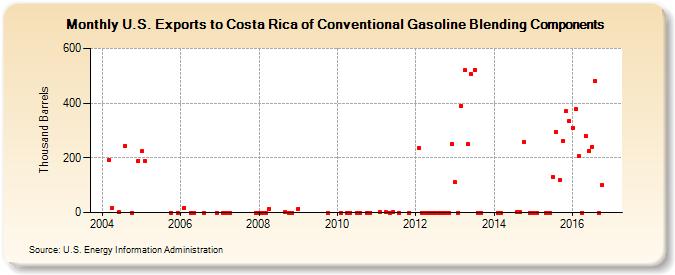 Monthly U.S. Exports to Costa Rica of Conventional Gasoline Blending Components
Thousand Barrels
600
400
200
0
2004 2006 2008 2010 2012 2014 2016
Source: U.S. Energy Information Administration